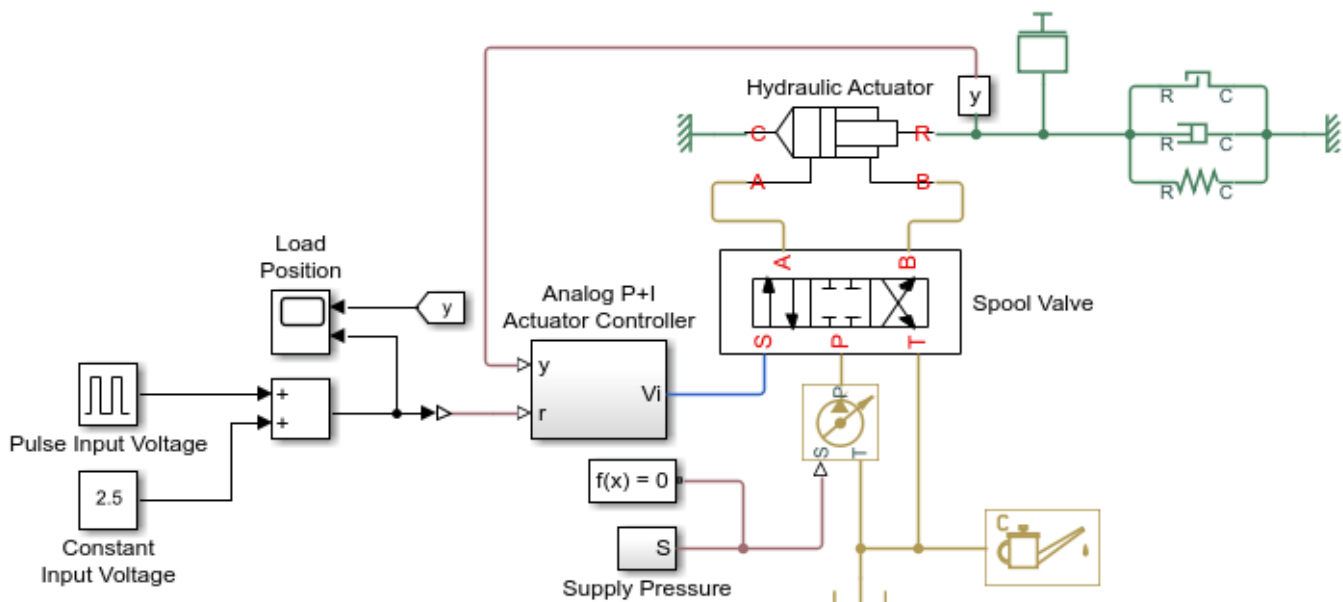 Hydraulic Actuator
y
C
R
A
B
R
C
R
C
R
C
A
B
Spool Valve
S
P
T
Load
Position
y
Analog P+I
Actuator Controller
y
r
Vi
+
+
Pulse Input Voltage
2.5
Constant
Input Voltage
P
S
T
f(x) = 0
S
Supply Pressure
C